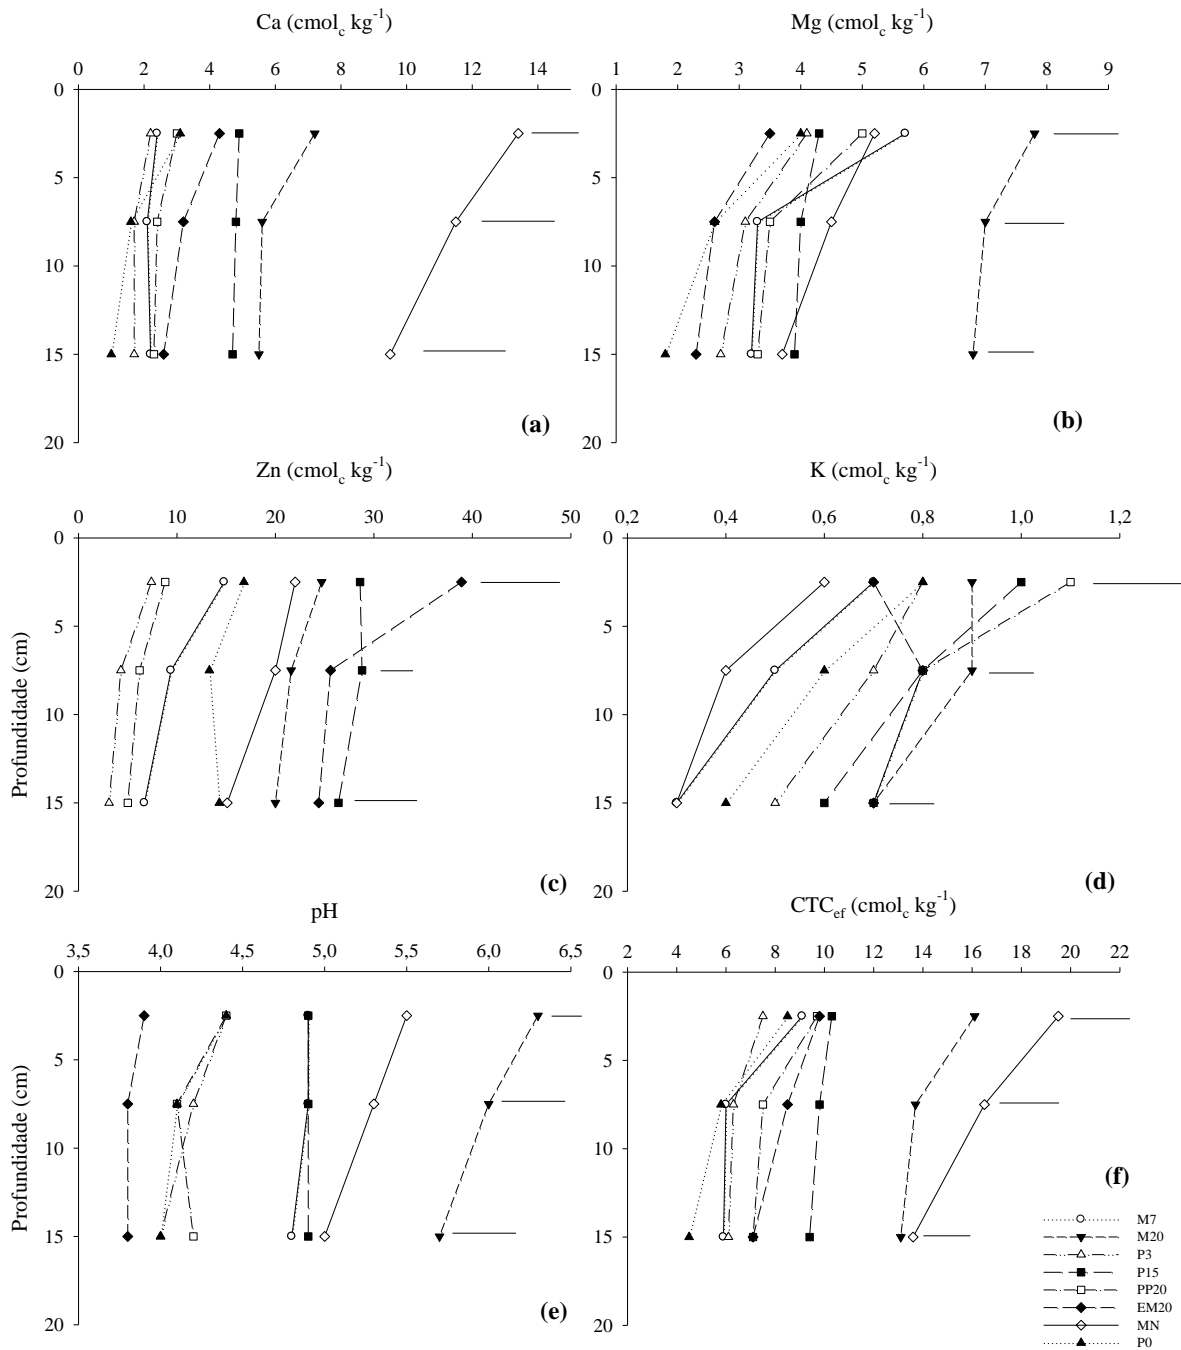 Ca (cmol_c kg^-1)
Mg (cmol_c kg^-1)
0 2 4 6 8 10 12 14
1 2 3 4 5 6 7 8 9
0
5
10
15
20
(a)
0
5
10
15
20
(b)
Zn (cmol_c kg^-1)
K (cmol_c kg^-1)
0 10 20 30 40 50
0,2 0,4 0,6 0,8 1,0 1,2
Profundidade (cm)
0
5
10
15
20
(c)
0
5
10
15
20
(d)
pH
CTC_ef (cmol_c kg^-1)
3,5 4,0 4,5 5,0 5,5 6,0 6,5
2 4 6 8 10 12 14 16 18 20 22
Profundidade (cm)
0
5
10
15
20
(e)
0
5
10
15
20
(f)
M7
M20
P3
P15
PP20
EM20
MN
P0